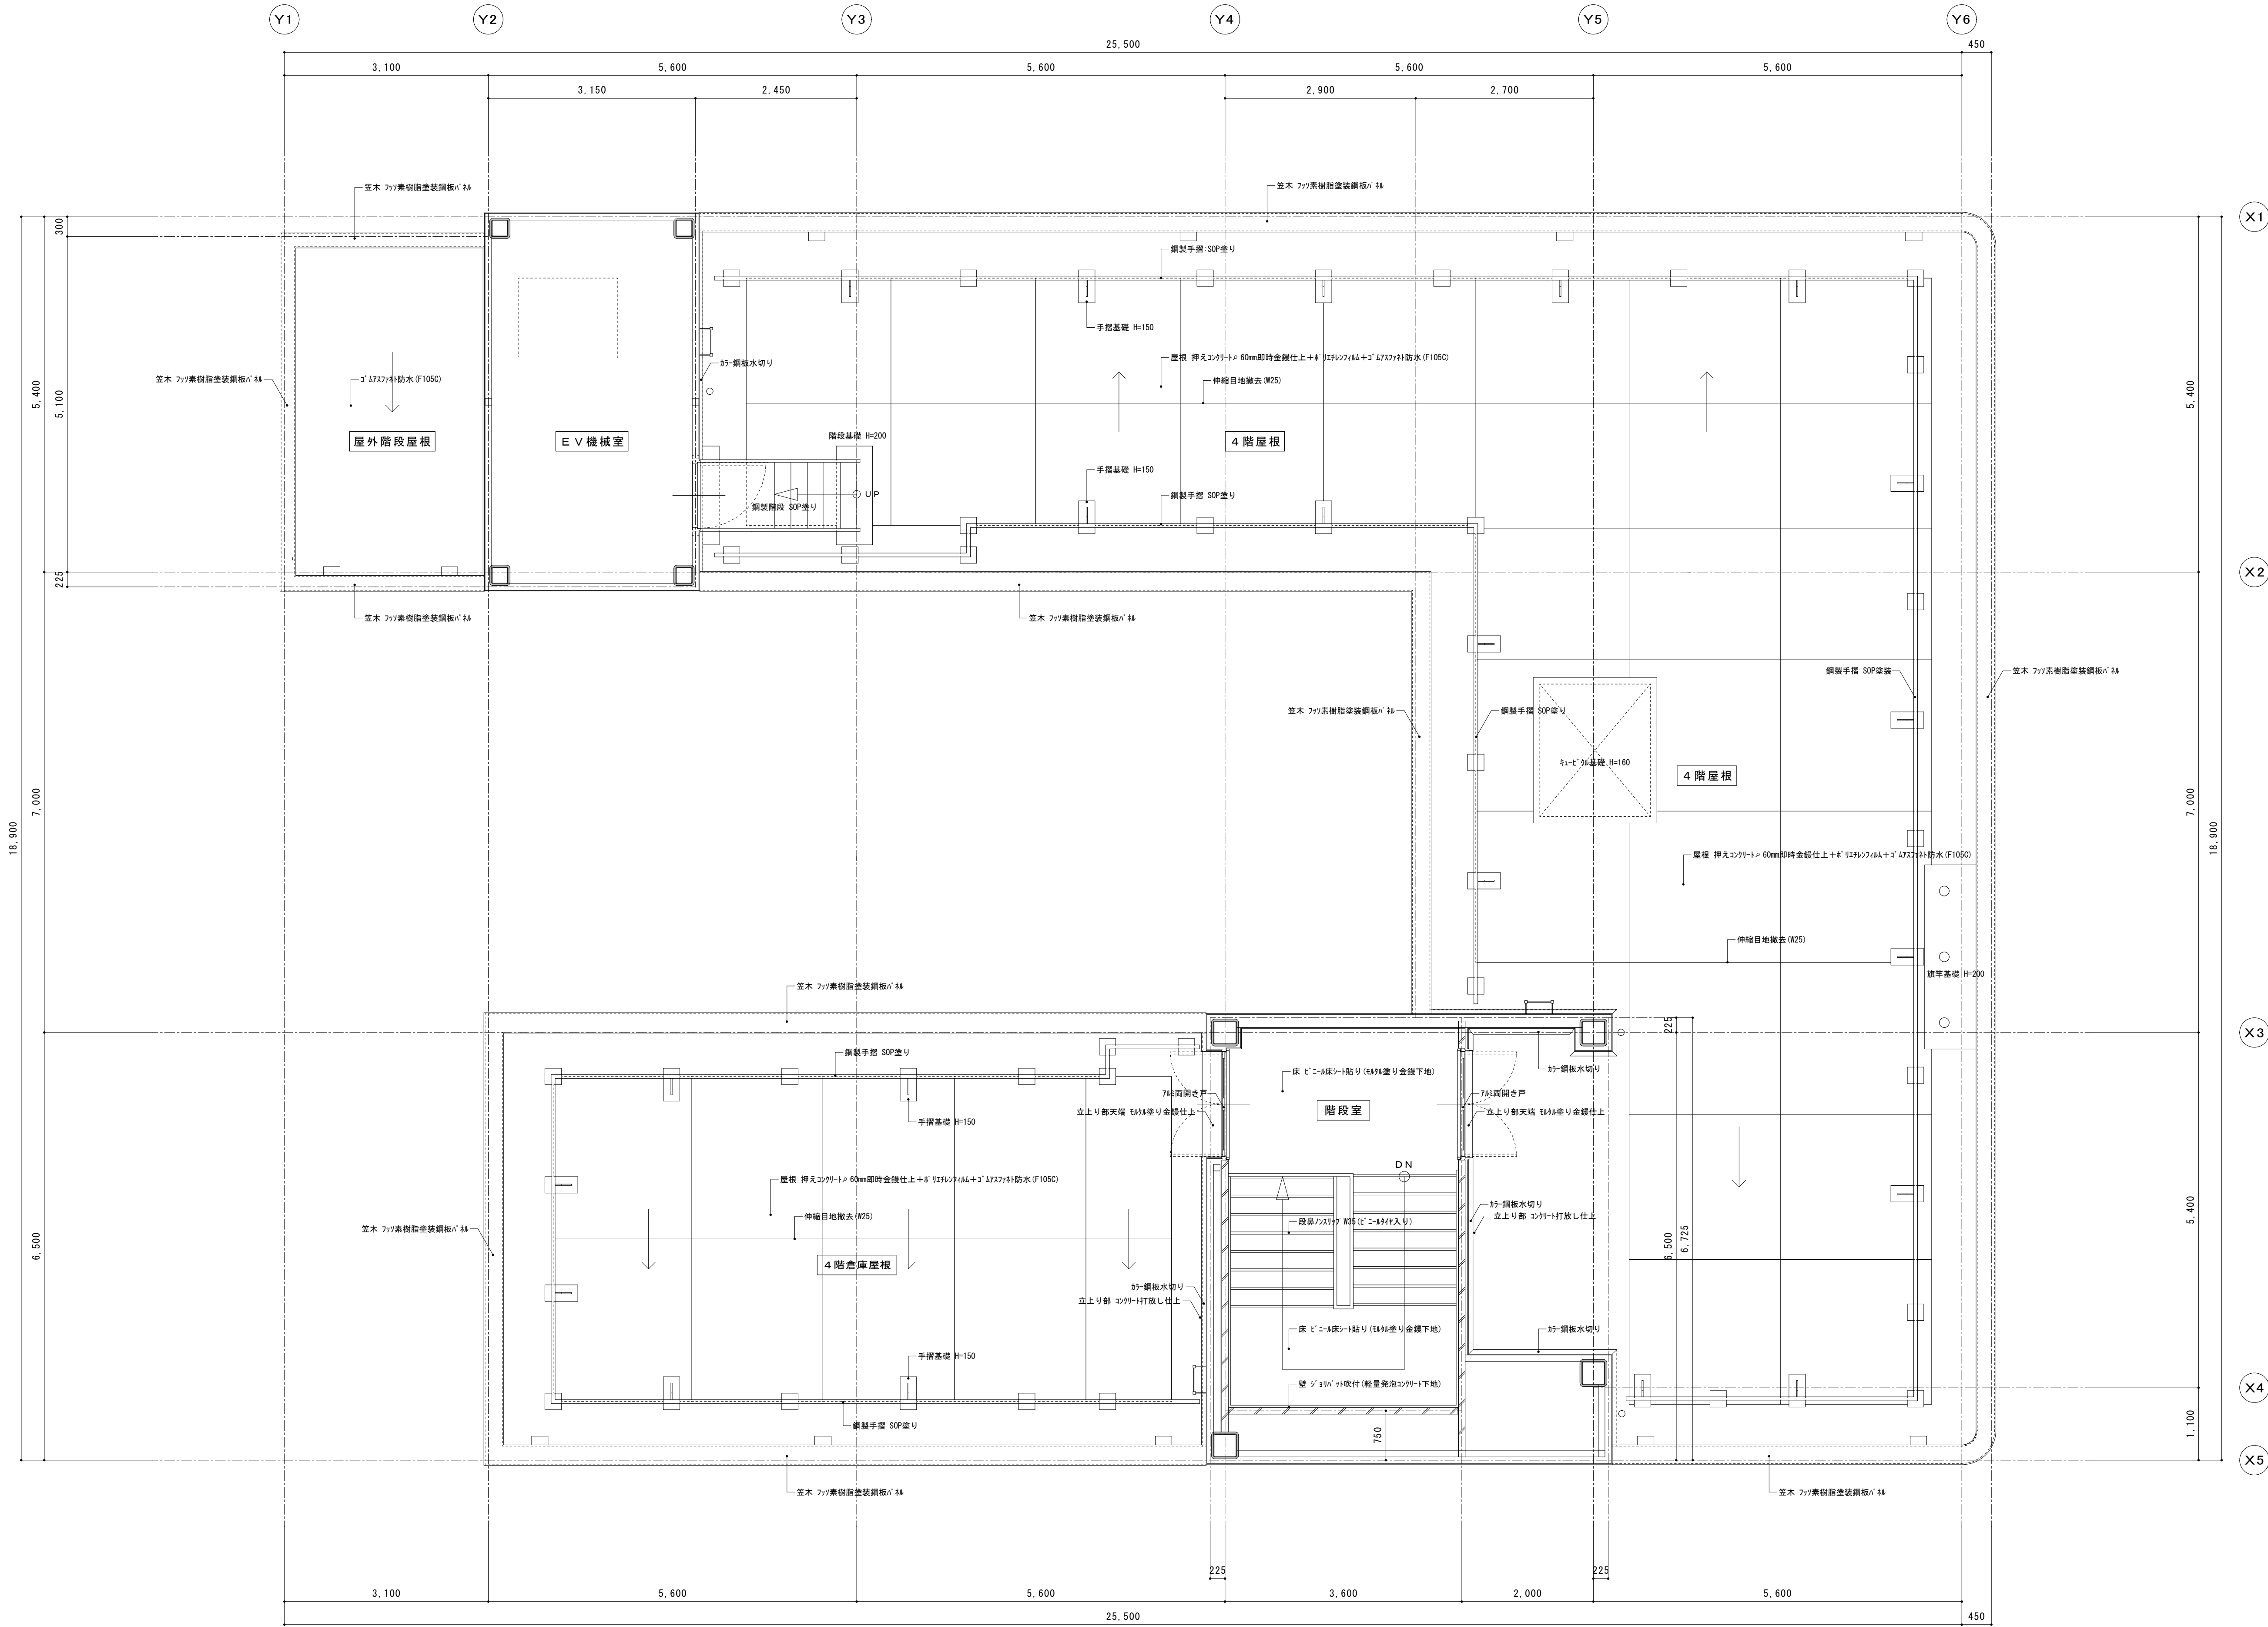 Y1 Y2 Y3 Y4 Y5 Y6
25,500 450
3,100 5,600 5,600 5,600 5,600
3,150 2,450 2,900 2,700
笠木 フッソ素樹脂塗装鋼板パネル
笠木 フッソ素樹脂塗装鋼板パネル
X1
300
鋼製手摺 SOP塗り
手摺基礎 H=150
屋根 押えコンクリート 60mm即時金鏝仕上+ポリエチレンフィルム+ゴムアスファルト防水(F105C)
カラー鋼板水切り
笠木 フッソ素樹脂塗装鋼板パネル
ゴムアスファルト防水(F105C)
伸縮目地撤去(W25)
5,400
5,100
5,400
屋外階段屋根
EV機械室
階段基礎 H=200
4階屋根
手摺基礎 H=150
UP
鋼製手摺 SOP塗り
鋼製階段 SOP塗り
X2
225
笠木 フッソ素樹脂塗装鋼板パネル
笠木 フッソ素樹脂塗装鋼板パネル
鋼製手摺 SOP塗装
笠木 フッソ素樹脂塗装鋼板パネル
笠木 フッソ素樹脂塗装鋼板パネル
鋼製手摺 SOP塗り
キュービクル基礎 H=160
4階屋根
7,000
7,000
18,900
18,900
屋根 押えコンクリート 60mm即時金鏝仕上+ポリエチレンフィルム+ゴムアスファルト防水(F105C)
伸縮目地撤去(W25)
旗竿基礎 H=200
笠木 フッソ素樹脂塗装鋼板パネル
225
X3
鋼製手摺 SOP塗り
床 ビニール床シート貼り(モルタル塗り金鏝下地)
カラー鋼板水切り
アルミ両開き戸
アルミ両開き戸
階段室
立上り部天端 モルタル塗り金鏝仕上
立上り部天端 モルタル塗り金鏝仕上
手摺基礎 H=150
DN
屋根 押えコンクリート 60mm即時金鏝仕上+ポリエチレンフィルム+ゴムアスファルト防水(F105C)
カラー鋼板水切り
伸縮目地撤去(W25)
段鼻ノンスリップ W35(ビニールタイヤ入り)
立上り部 コンクリート打放し仕上
笠木 フッソ素樹脂塗装鋼板パネル
6,500
6,500
6,725
5,400
4階倉庫屋根
カラー鋼板水切り
立上り部 コンクリート打放し仕上
床 ビニール床シート貼り(モルタル塗り金鏝下地)
カラー鋼板水切り
手摺基礎 H=150
壁 ジョリパット吹付(軽量発泡コンクリート下地)
X4
鋼製手摺 SOP塗り
750
1,100
X5
笠木 フッソ素樹脂塗装鋼板パネル
笠木 フッソ素樹脂塗装鋼板パネル
225 225
3,100 5,600 5,600 3,600 2,000 5,600
25,500 450